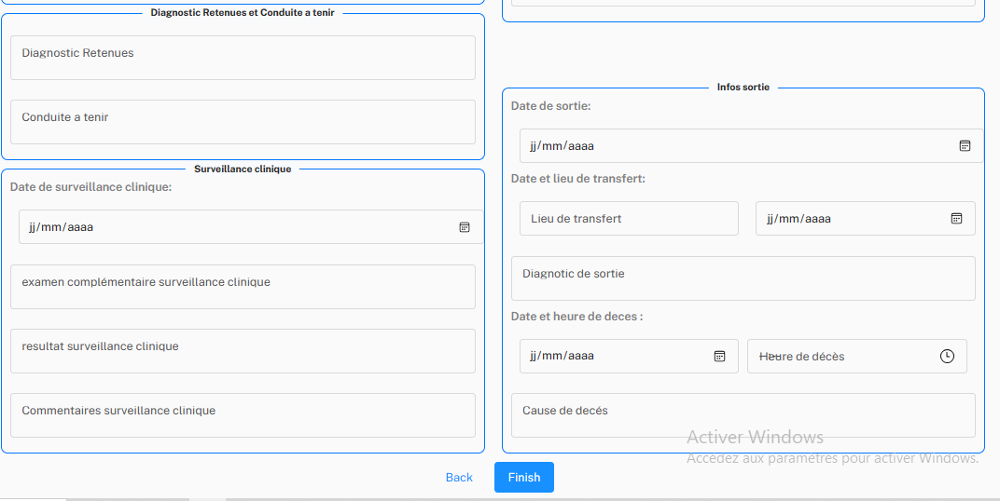 Diagnostic Retenues et Conduite a tenir
Diagnostic Retenues
Conduite a tenir
Surveillance clinique
Date de surveillance clinique:
jj/mm/aaaa
examen complémentaire surveillance clinique
resultat surveillance clinique
Commentaires surveillance clinique
Infos sortie
Date de sortie:
jj/mm/aaaa
Date et lieu de transfert:
Lieu de transfert jj/mm/aaaa
Diagnotic de sortie
Date et heure de deces :
jj/mm/aaaa Heure de décès
Cause de decés
Activer Windows
Accédez aux paramètres pour activer Windows.
Back Finish